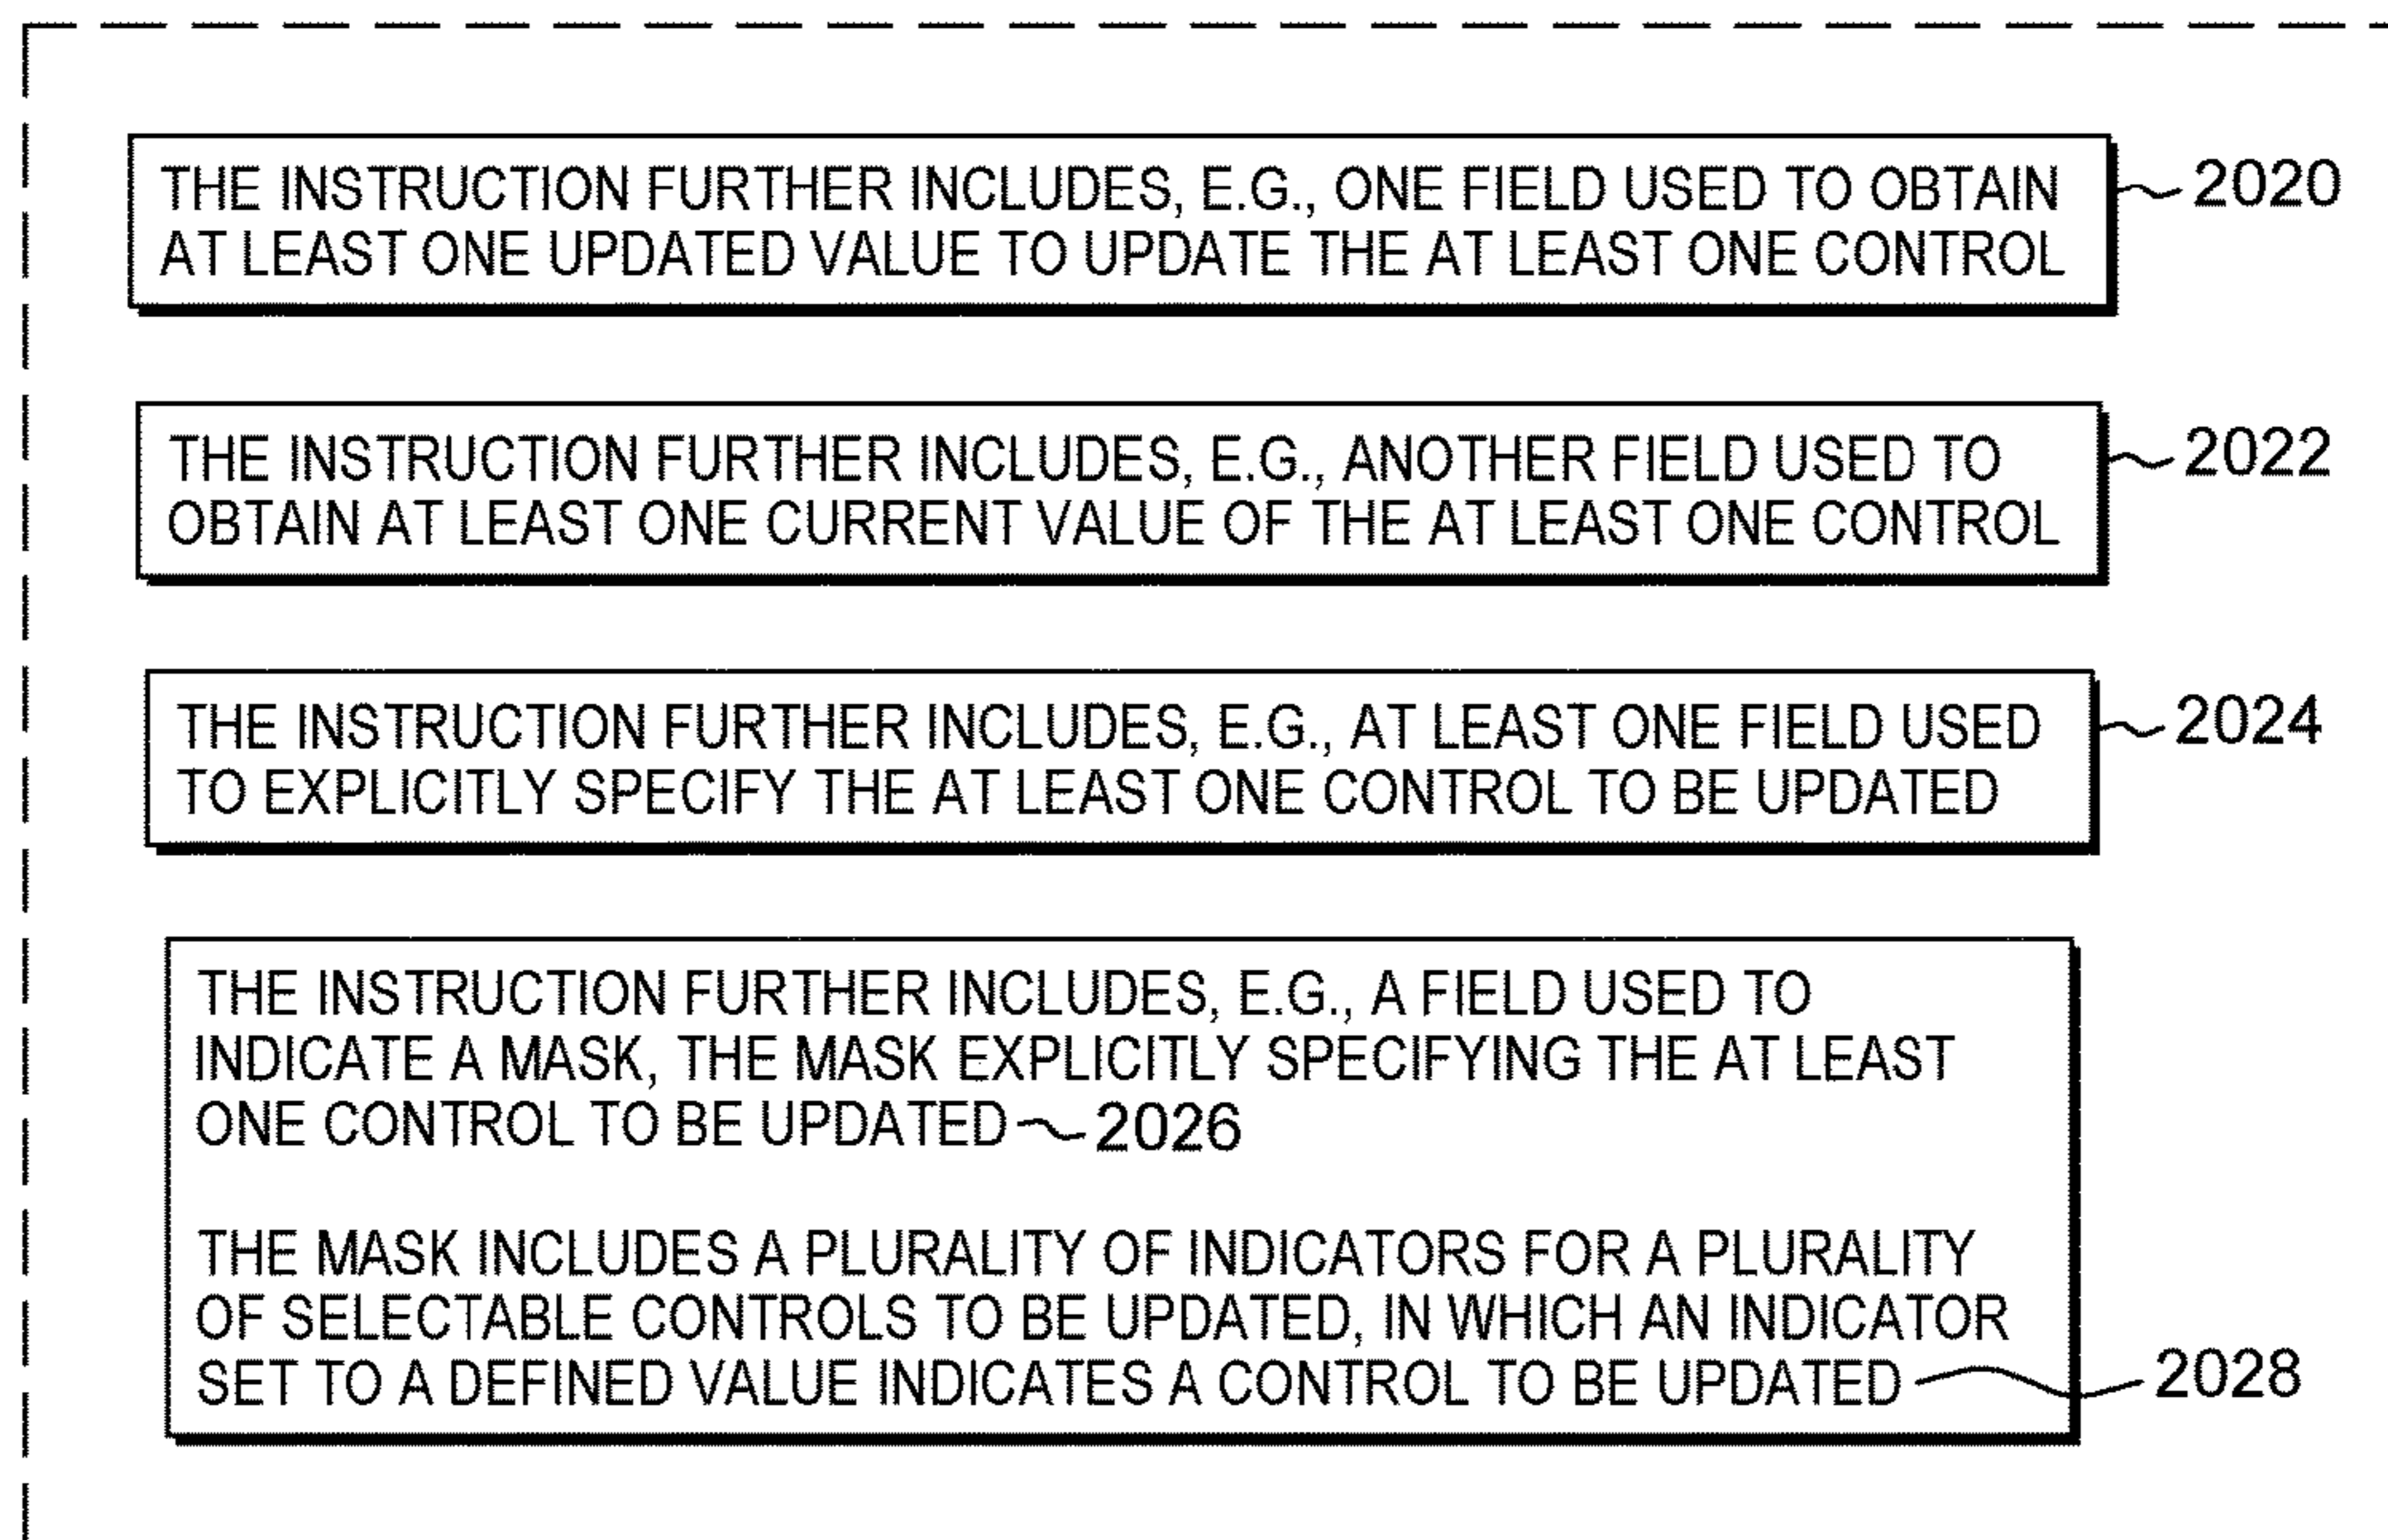 THE INSTRUCTION FURTHER INCLUDES, E.G., ONE FIELD USED TO OBTAIN 2020
AT LEAST ONE UPDATED VALUE TO UPDATE THE AT LEAST ONE CONTROL
THE INSTRUCTION FURTHER INCLUDES, E.G., ANOTHER FIELD USED TO 2022
OBTAIN AT LEAST ONE CURRENT VALUE OF THE AT LEAST ONE CONTROL
THE INSTRUCTION FURTHER INCLUDES, E.G., AT LEAST ONE FIELD USED 2024
TO EXPLICITLY SPECIFY THE AT LEAST ONE CONTROL TO BE UPDATED
THE INSTRUCTION FURTHER INCLUDES, E.G., A FIELD USED TO
INDICATE A MASK, THE MASK EXPLICITLY SPECIFYING THE AT LEAST
ONE CONTROL TO BE UPDATED 2026
THE MASK INCLUDES A PLURALITY OF INDICATORS FOR A PLURALITY
OF SELECTABLE CONTROLS TO BE UPDATED, IN WHICH AN INDICATOR
SET TO A DEFINED VALUE INDICATES A CONTROL TO BE UPDATED 2028